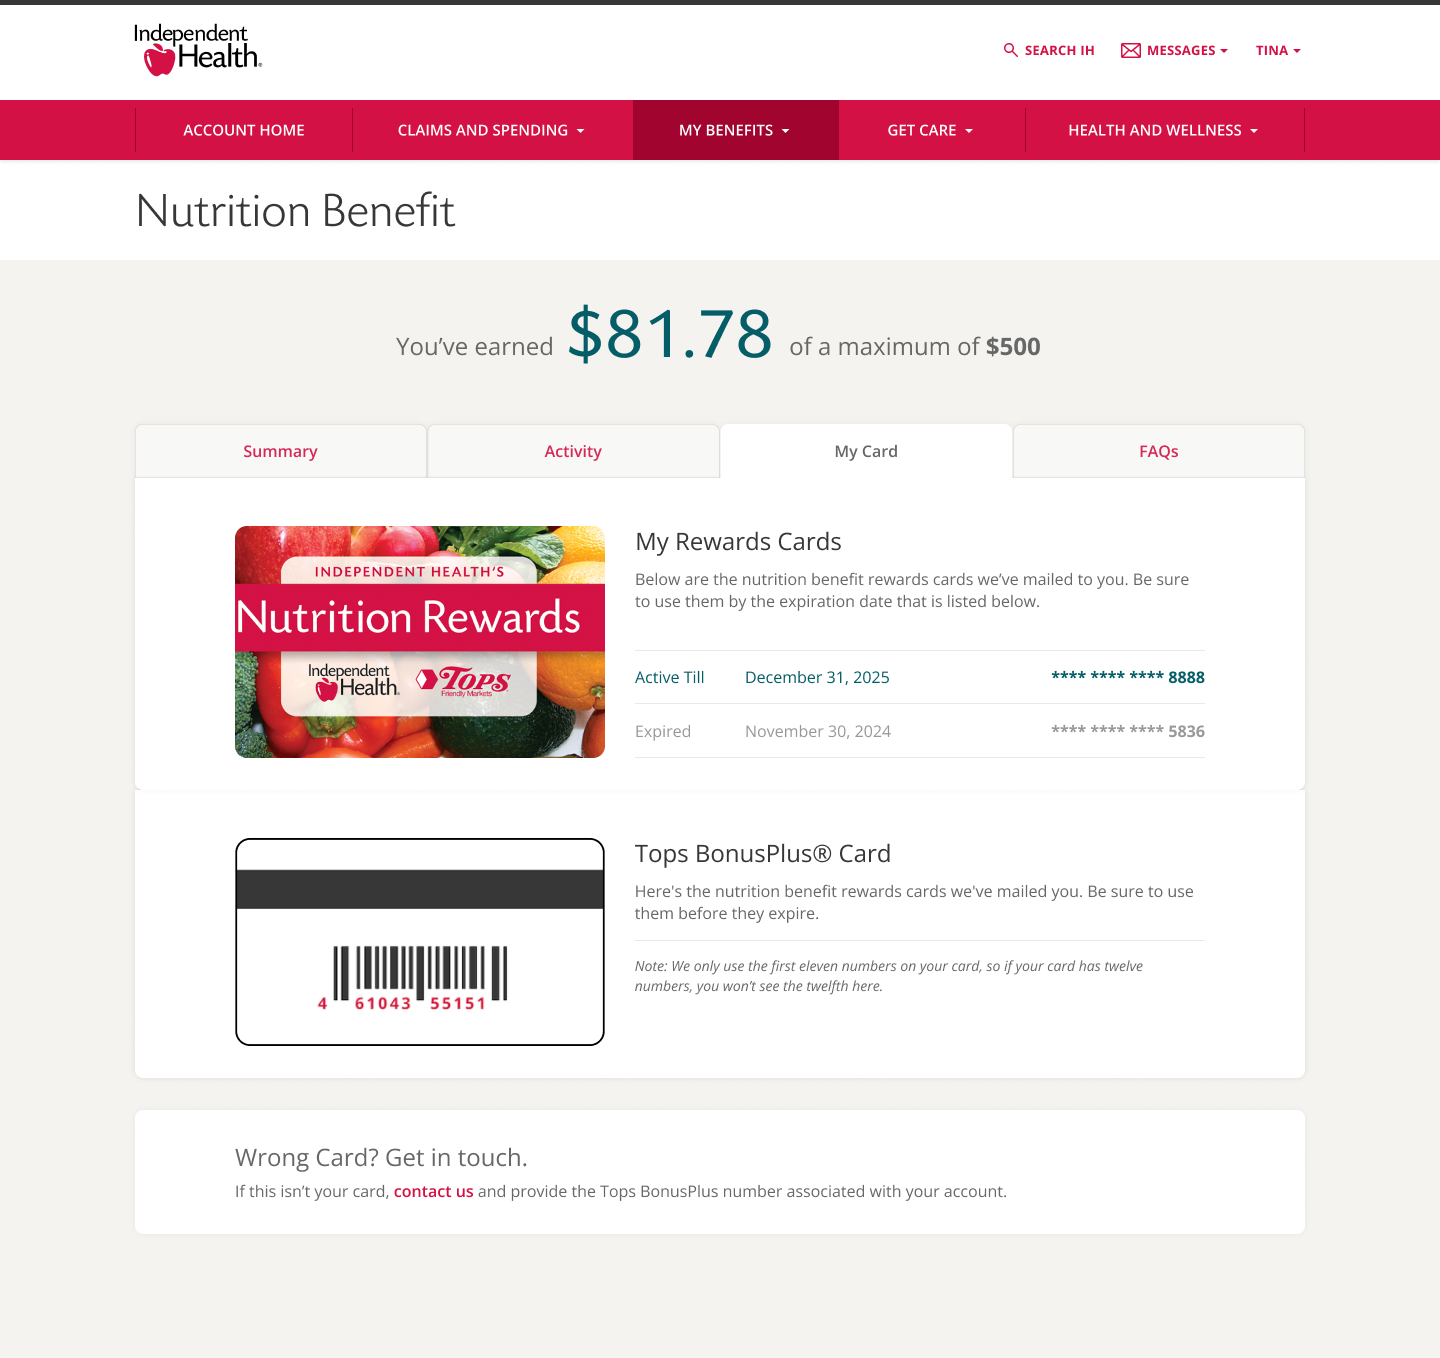 Independent
Health®
SEARCH IH
MESSAGES
TINA
ACCOUNT HOME
CLAIMS AND SPENDING
MY BENEFITS
GET CARE
HEALTH AND WELLNESS
Nutrition Benefit
You’ve earned $81.78 of a maximum of $500
Summary
Activity
My Card
FAQs
INDEPENDENT HEALTH’S
Nutrition Rewards
Independent
Health®
Tops
Friendly Markets
My Rewards Cards
Below are the nutrition benefit rewards cards we’ve mailed to you. Be sure
to use them by the expiration date that is listed below.
Active Till December 31, 2025 **** **** **** 8888
Expired November 30, 2024 **** **** **** 5836
4 61043 55151
Tops BonusPlus® Card
Here's the nutrition benefit rewards cards we've mailed you. Be sure to use
them before they expire.
Note: We only use the first eleven numbers on your card, so if your card has twelve
numbers, you won’t see the twelfth here.
Wrong Card? Get in touch.
If this isn’t your card, contact us and provide the Tops BonusPlus number associated with your account.